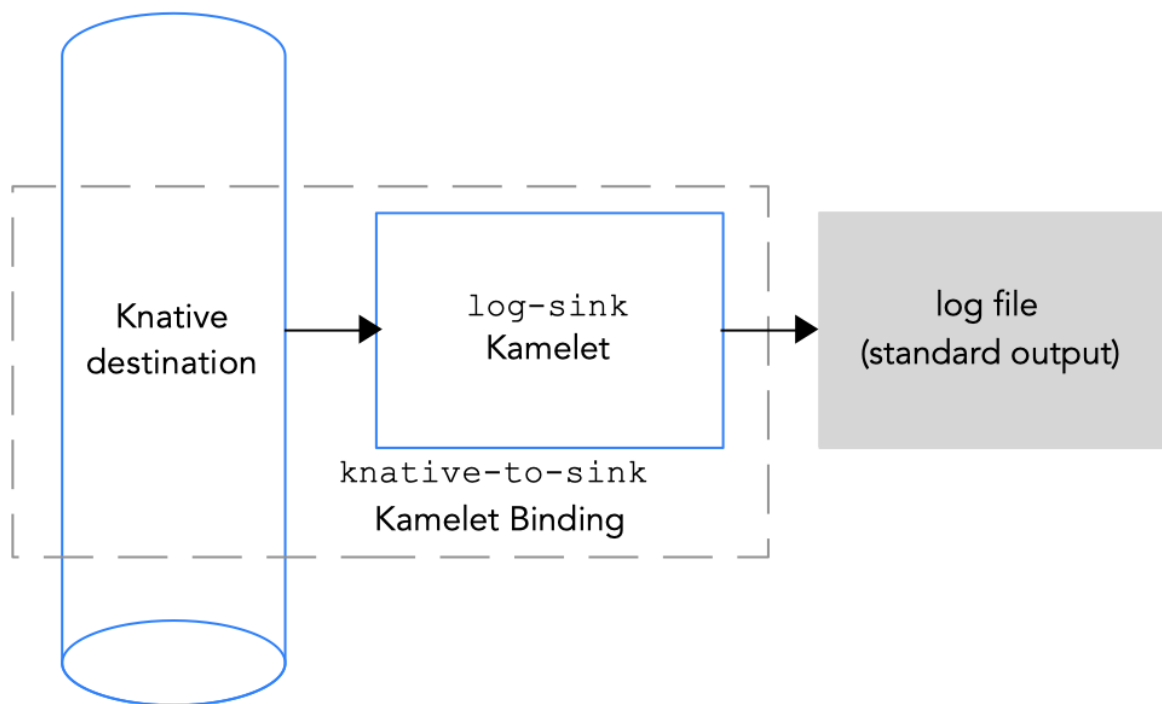 Knative
destination
log-sink
Kamelet
knative-to-sink
Kamelet Binding
log file
(standard output)